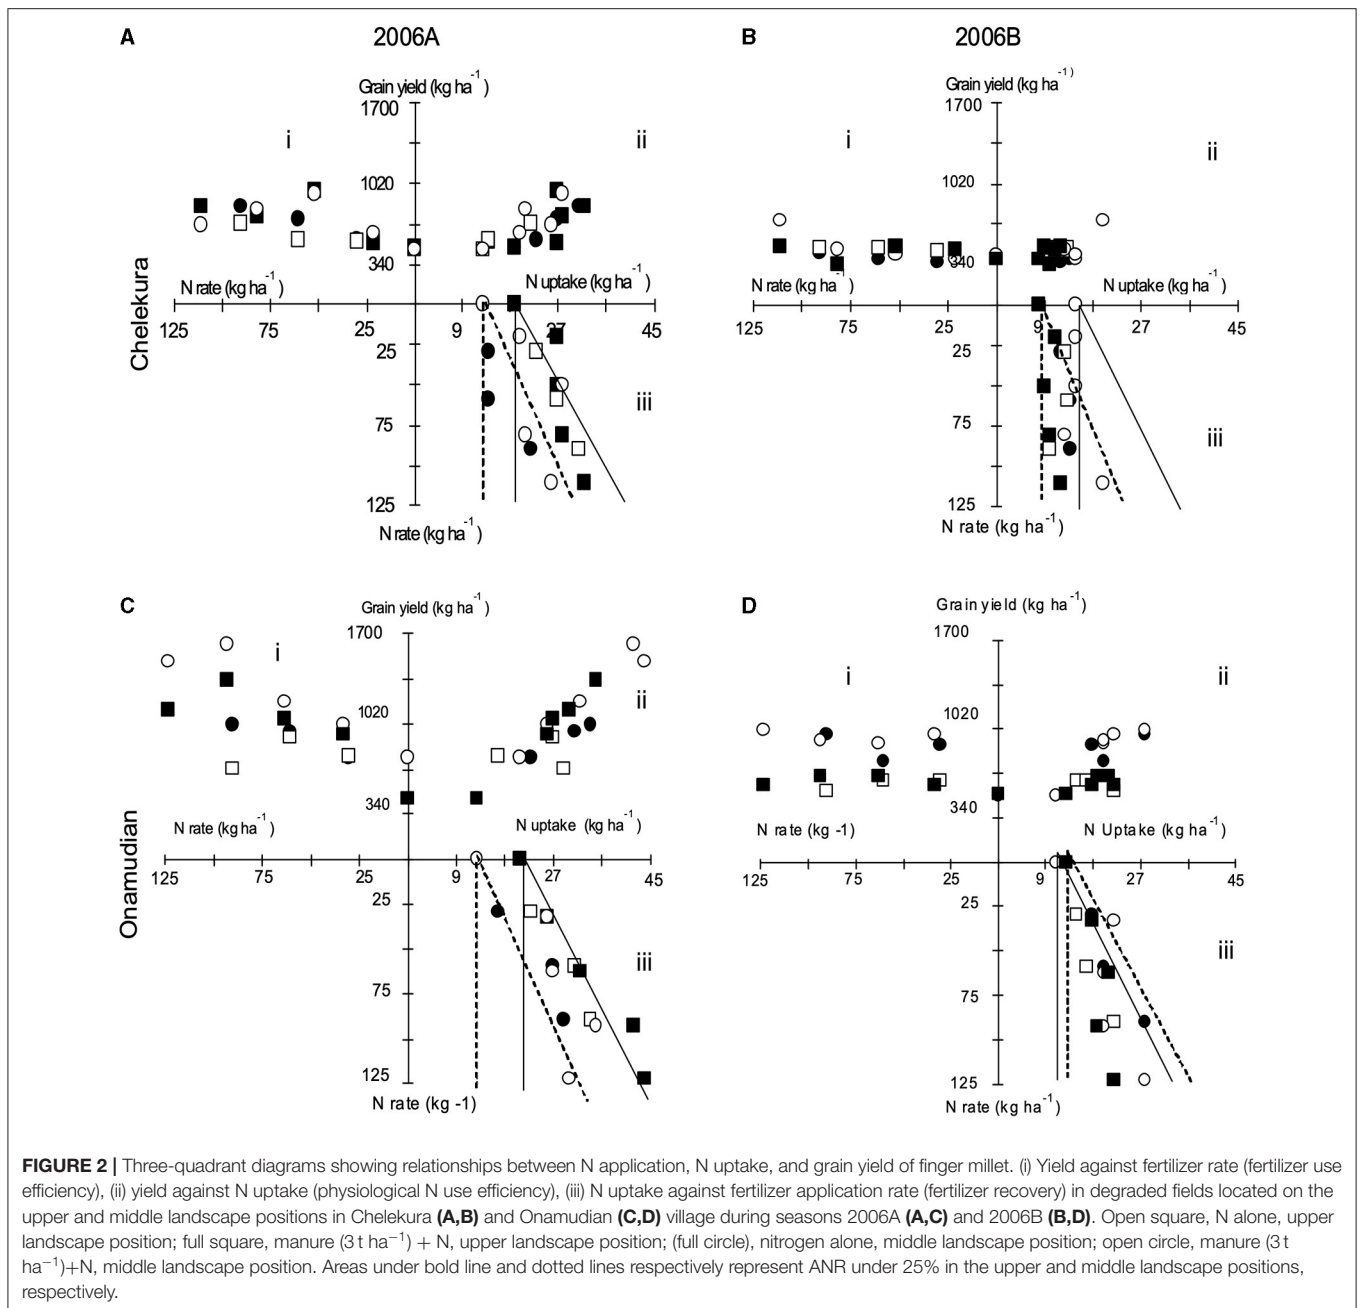 A
2006A
B
2006B
Grain yield (kg ha-1)
1700
i
ii
1020
340
N rate (kg ha-1)
N uptake (kg ha-1)
125
75
25
9
27
45
25
iii
75
125
N rate (kg ha-1)
Chelekura
Grain yield (kg ha-1)
1700
i
ii
1020
340
N rate (kg ha-1)
N uptake (kg ha-1)
125
75
25
9
27
45
25
75
iii
125
N rate (kg ha-1)
C
Grain yield (kg ha-1)
1700
i
ii
1020
340
N rate (kg ha-1)
N uptake (kg ha-1)
125
75
25
9
27
45
25
iii
75
125
N rate (kg -1)
Onamudian
D
Grain yield (kg ha-1)
1700
i
ii
1020
340
N rate (kg -1)
N Uptake (kg ha-1)
125
75
25
9
27
45
25
iii
75
125
N rate (kg ha-1)
FIGURE 2 | Three-quadrant diagrams showing relationships between N application, N uptake, and grain yield of finger millet. (i) Yield against fertilizer rate (fertilizer use
efficiency), (ii) yield against N uptake (physiological N use efficiency), (iii) N uptake against fertilizer application rate (fertilizer recovery) in degraded fields located on the
upper and middle landscape positions in Chelekura (A,B) and Onamudian (C,D) village during seasons 2006A (A,C) and 2006B (B,D). Open square, N alone, upper
landscape position; full square, manure (3 t ha−1) + N, upper landscape position; (full circle), nitrogen alone, middle landscape position; open circle, manure (3 t
ha−1)+N, middle landscape position. Areas under bold line and dotted lines respectively represent ANR under 25% in the upper and middle landscape positions,
respectively.